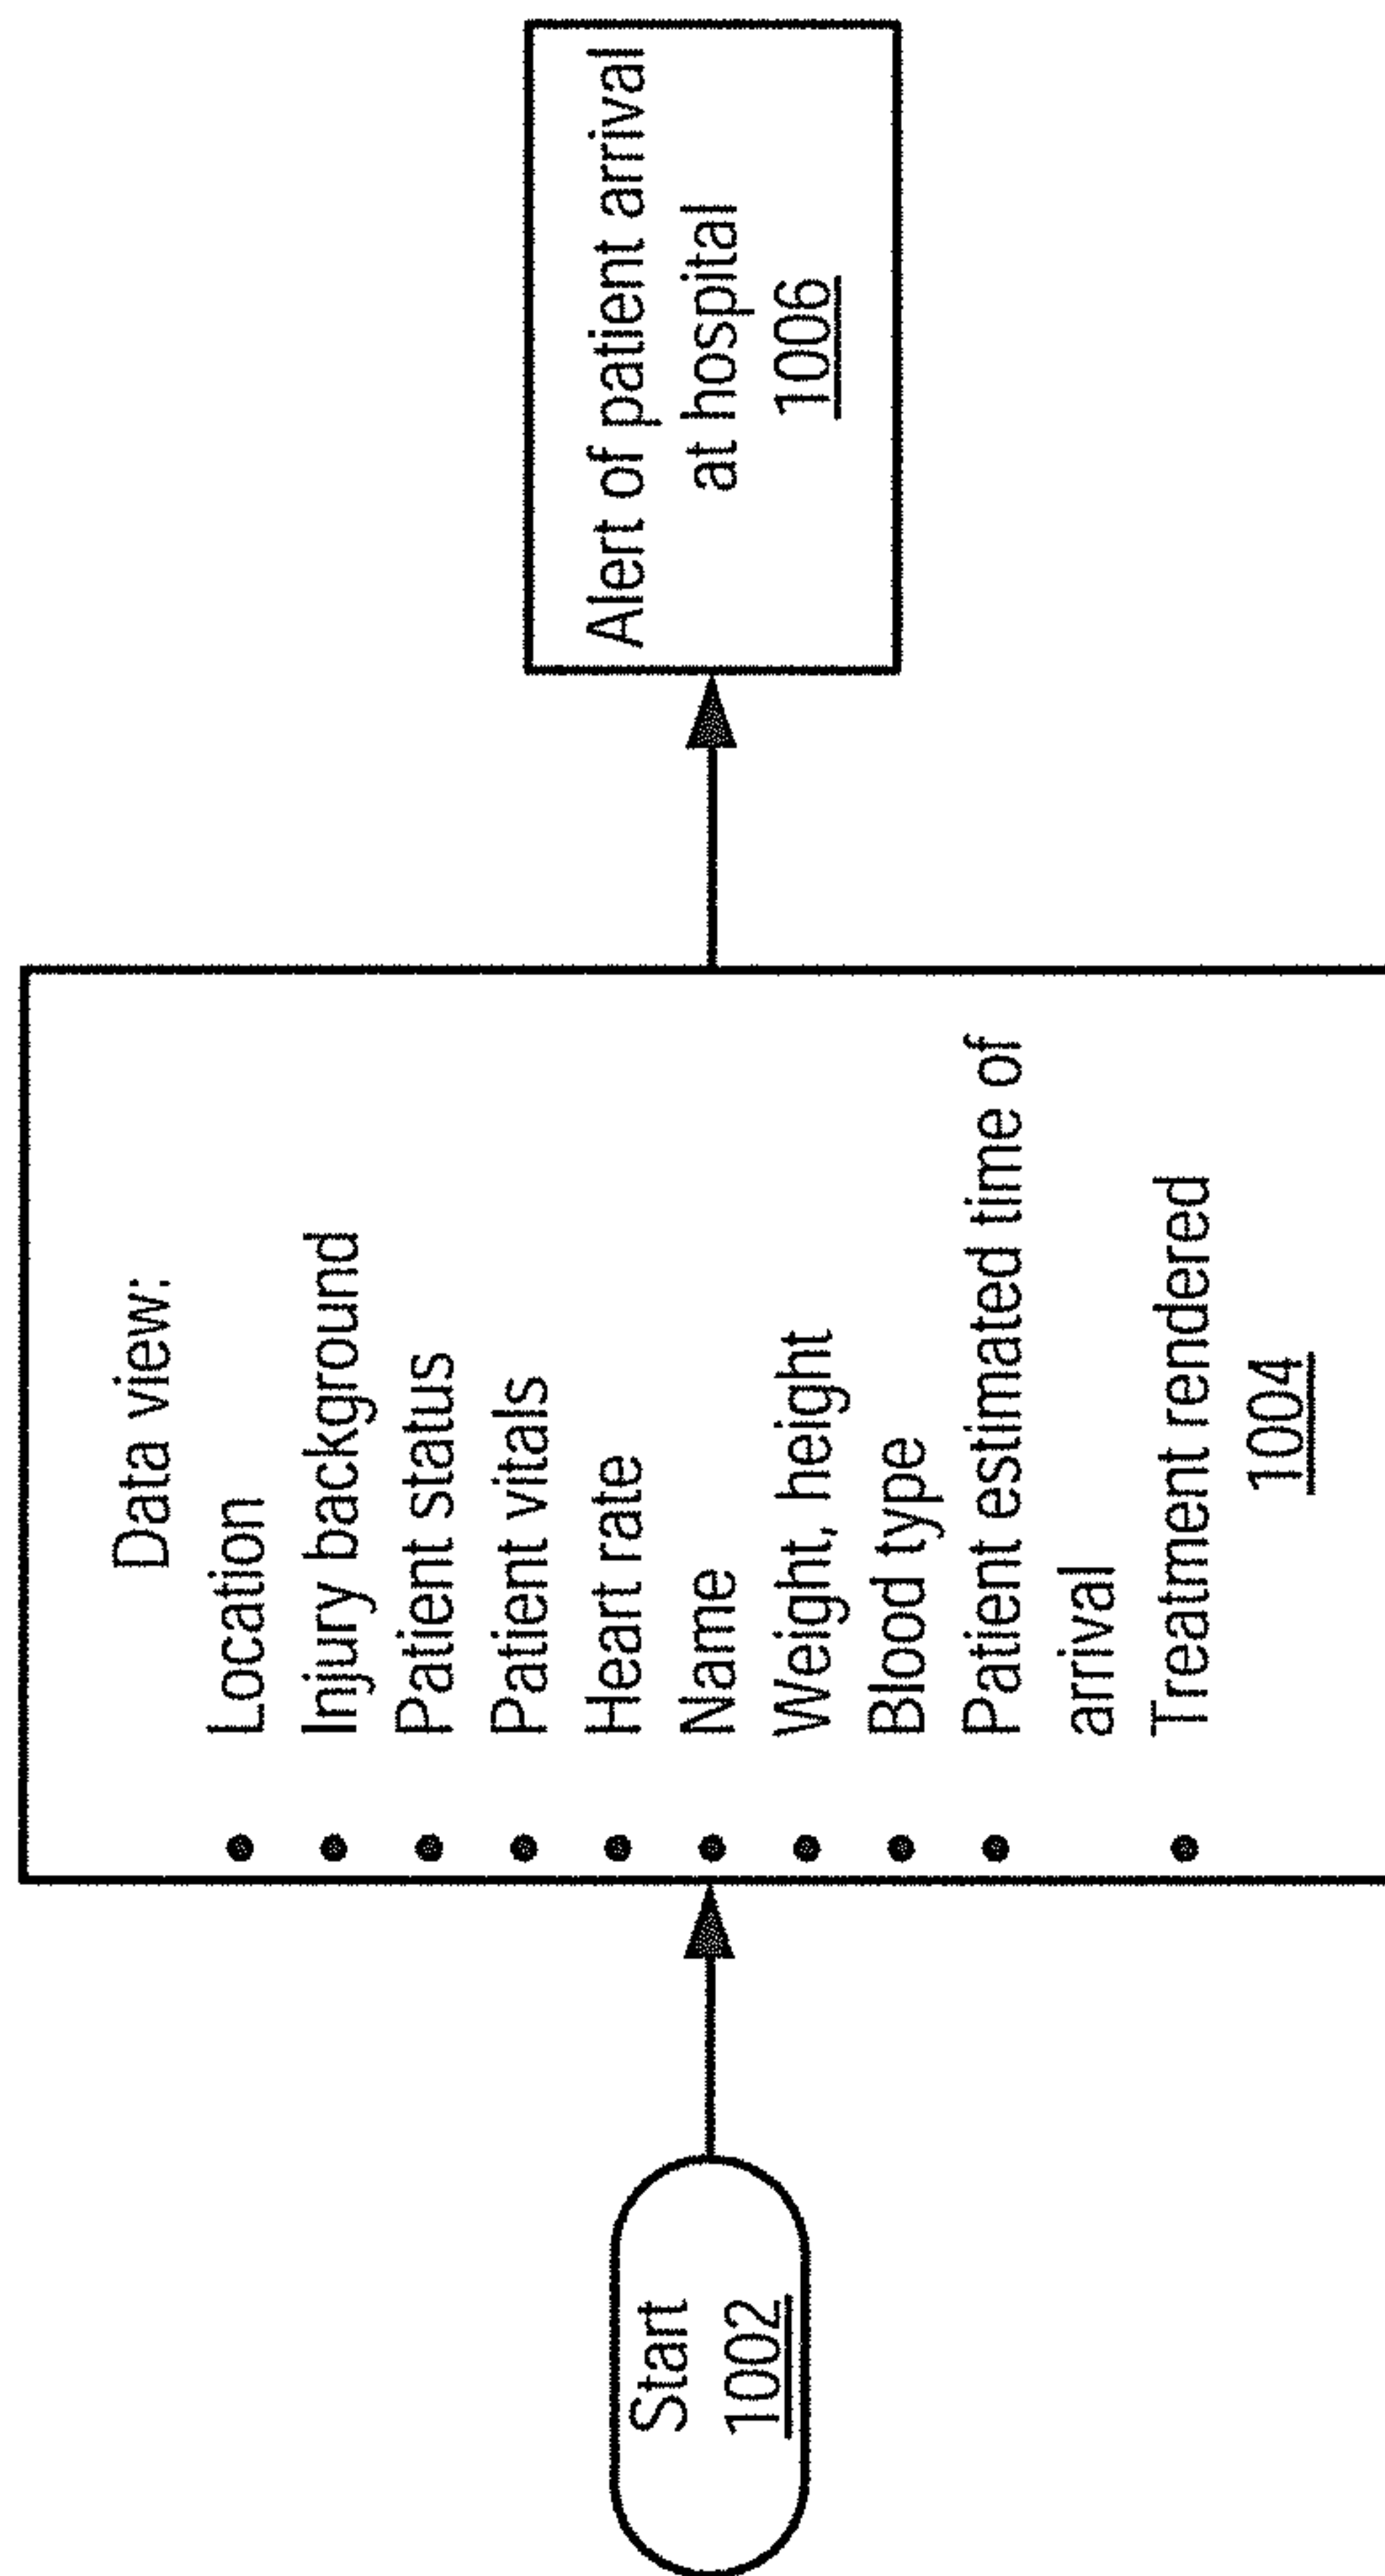 Start
1002
Data view:
• Location
• Injury background
• Patient status
• Patient vitals
• Heart rate
• Name
• Weight, height
• Blood type
• Patient estimated time of
arrival
• Treatment rendered
1004
Alert of patient arrival
at hospital
1006